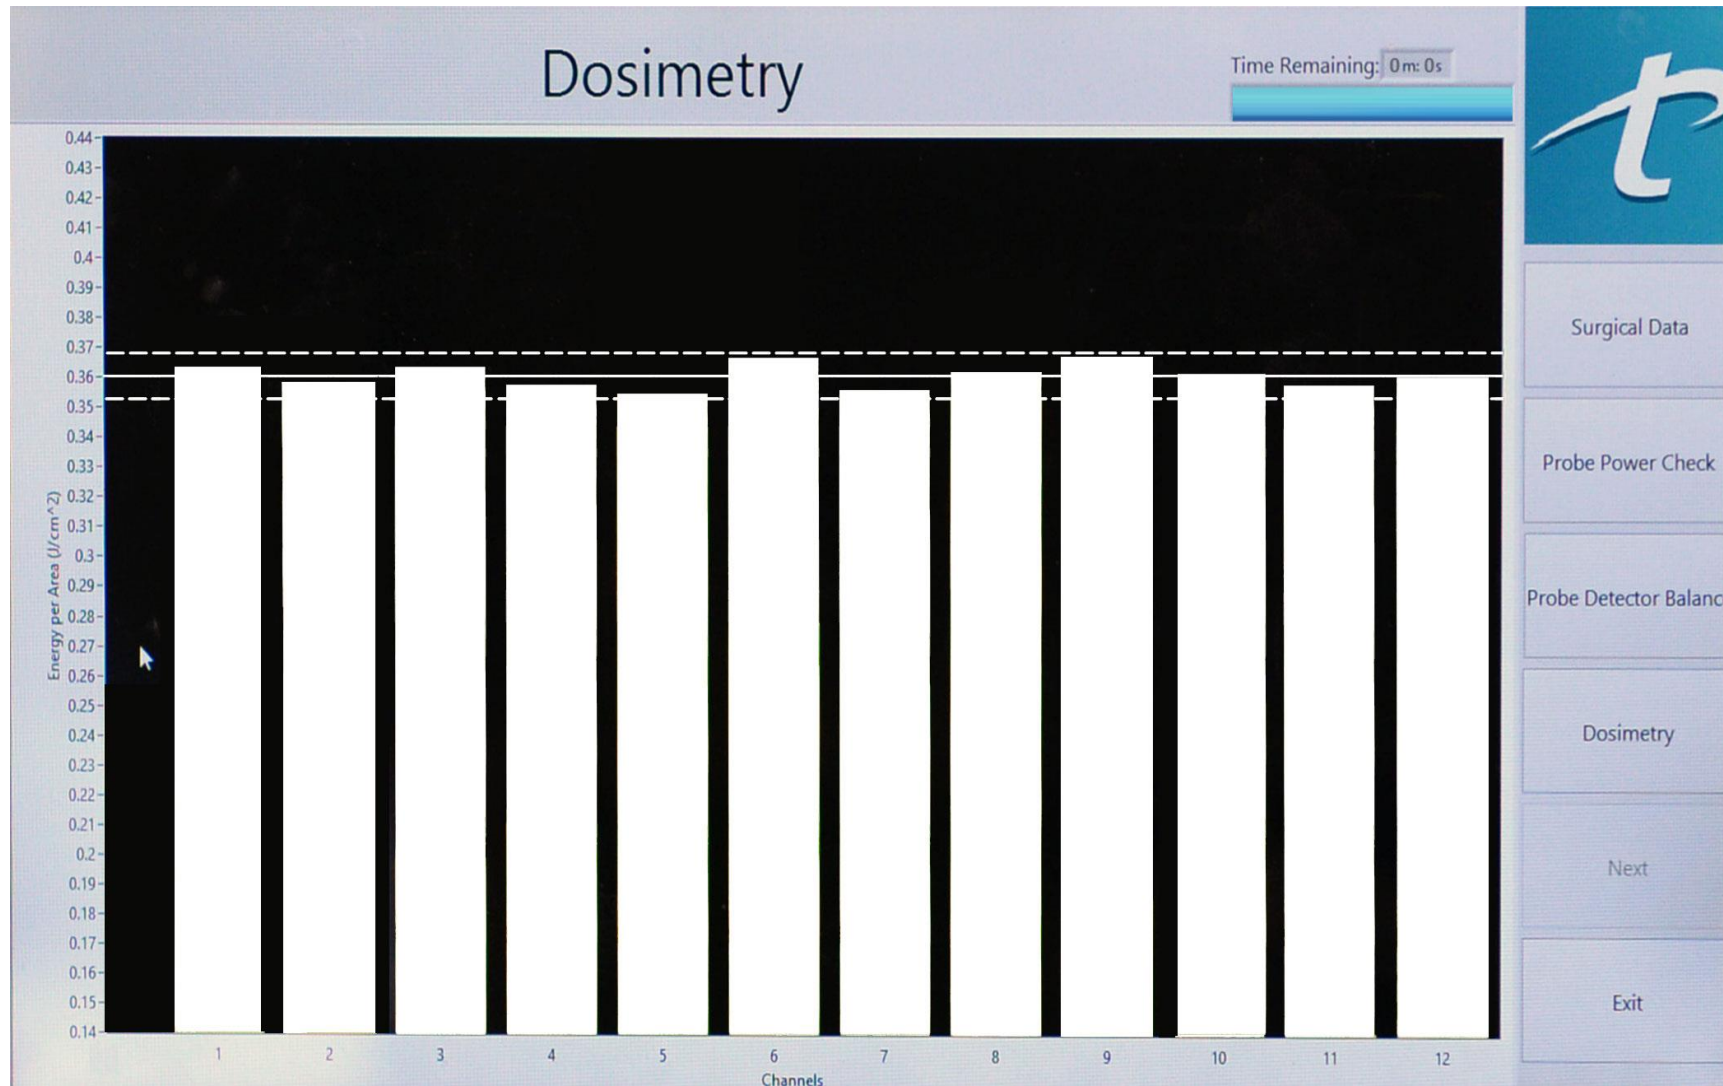 Dosimetry
Time Remaining: 0 m: 0 s
0.44
0.43
0.42
0.41
0.4
0.39
0.38
0.37
0.36
0.35
0.34
0.33
0.32
0.31
0.3
0.29
0.28
0.27
0.26
0.25
0.24
0.23
0.22
0.21
0.2
0.19
0.18
0.17
0.16
0.15
0.14
Energy per Area (J/cm^2)
1 2 3 4 5 6 7 8 9 10 11 12
Channels
t
Surgical Data
Probe Power Check
Probe Detector Balanc
Dosimetry
Next
Exit